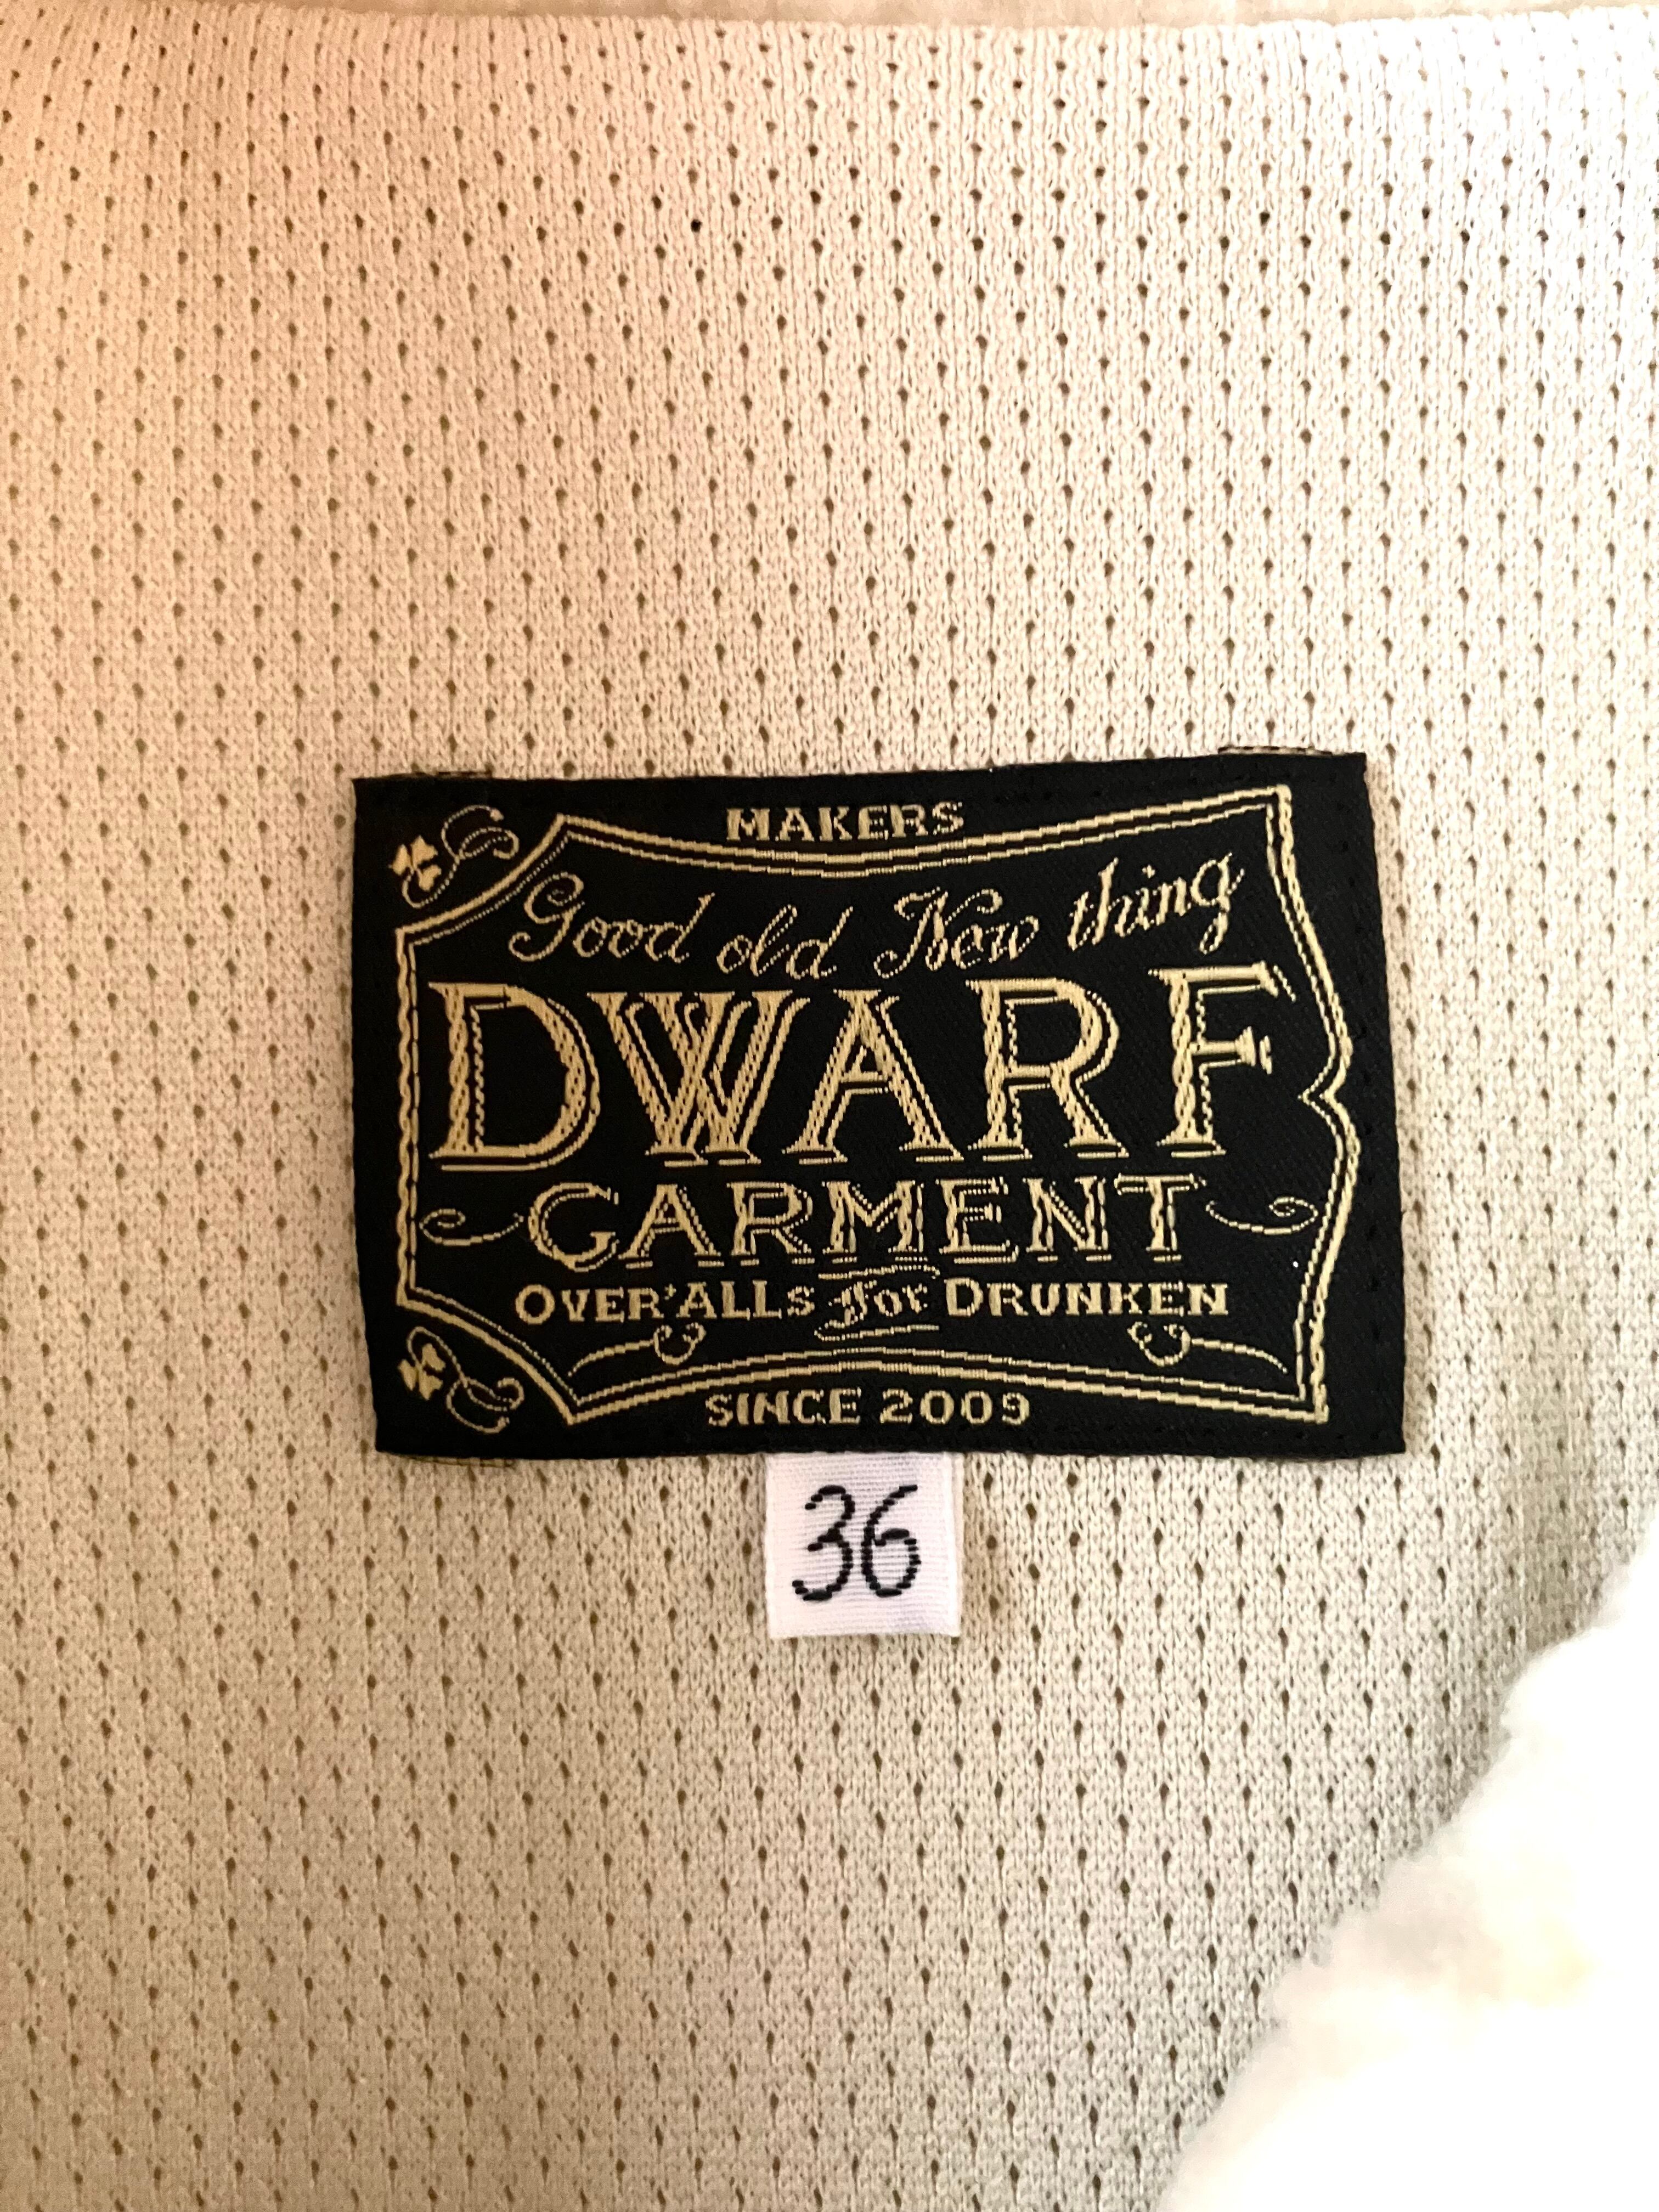 MAKERS
Good old New thing
DWARF
GARMENT
OVER'ALLS for DRUNKEN
SINCE 2009
36